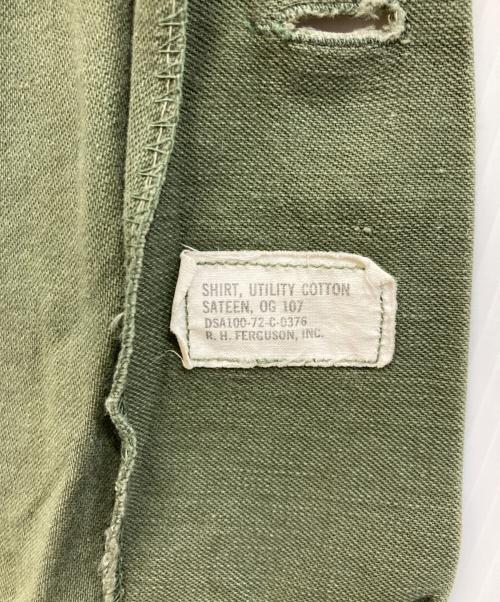 SHIRT, UTILITY COTTON
SATEEN, OG 107
DSA100-72-C-0376
R. H. FERGUSON, INC.